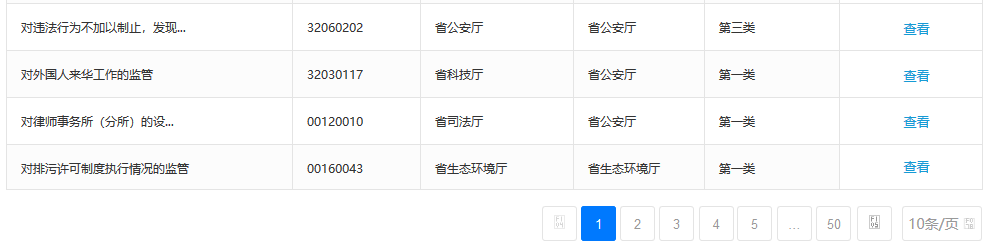 对违法行为不加以制止，发现... 32060202 省公安厅 省公安厅 第三类 查看
对外国人来华工作的监管 32030117 省科技厅 省公安厅 第一类 查看
对律师事务所（分所）的设... 00120010 省司法厅 省公安厅 第一类 查看
对排污许可制度执行情况的监管 00160043 省生态环境厅 省生态环境厅 第一类 查看
1 2 3 4 5 ... 50 10条/页